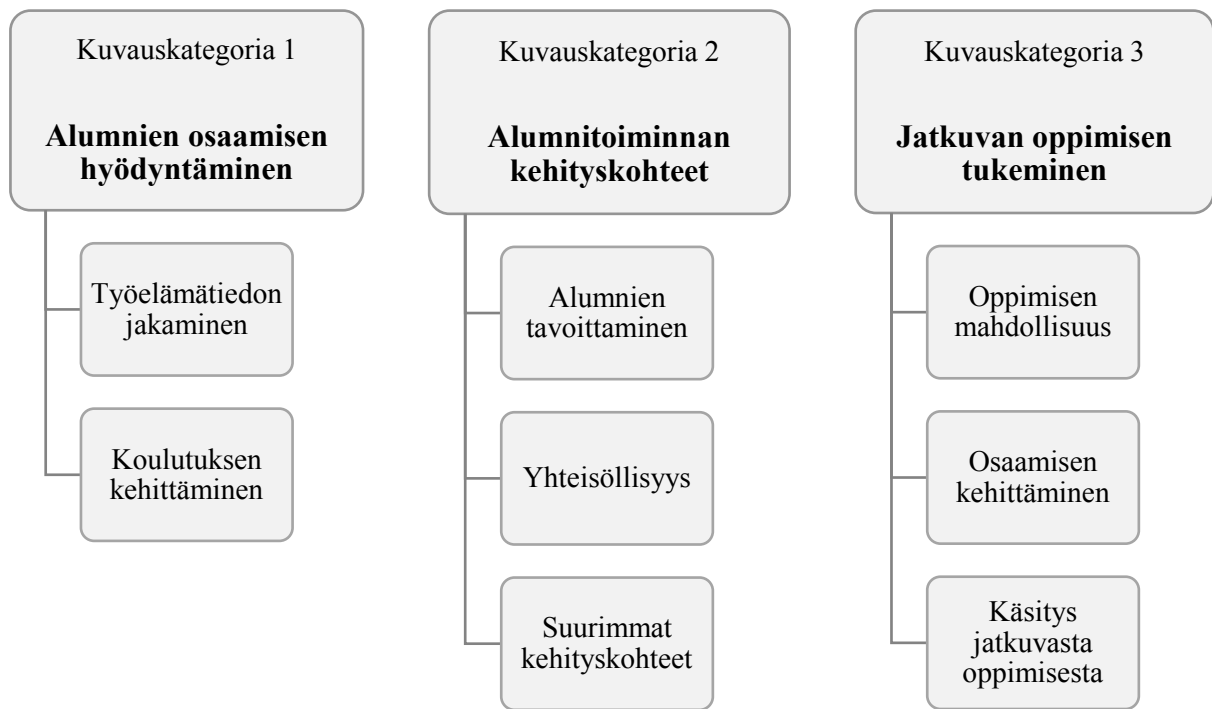 Kuvauskategoria 1
Alumnien osaamisen
hyödyntäminen
Työelämätiedon
jakaminen
Koulutuksen
kehittäminen
Kuvauskategoria 2
Alumnitoiminnan
kehityskohteet
Alumnien
tavoittaminen
Yhteisöllisyys
Suurimmat
kehityskohteet
Kuvauskategoria 3
Jatkuvan oppimisen
tukeminen
Oppimisen
mahdollisuus
Osaamisen
kehittäminen
Käsitys
jatkuvasta
oppimisesta